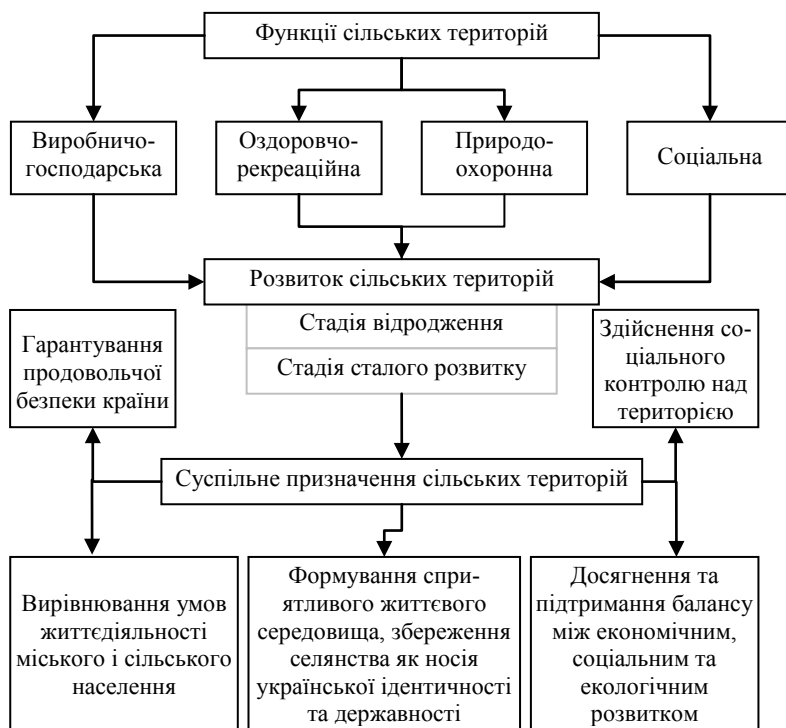 Функції сільських територій
Виробничо-
господарська
Оздоровчо-
рекреаційна
Природо-
охоронна
Соціальна
Розвиток сільських територій
Стадія відродження
Стадія сталого розвитку
Гарантування
продовольчої
безпеки країни
Здійснення со-
ціального
контролю над
територією
Суспільне призначення сільських територій
Вирівнювання умов
життєдіяльності
міського і сільського
населення
Формування спри-
ятливого життєвого
середовища, збереження
селянства як носія
української ідентичності
та державності
Досягнення та
підтримання балансу
між економічним,
соціальним та
екологічним
розвитком